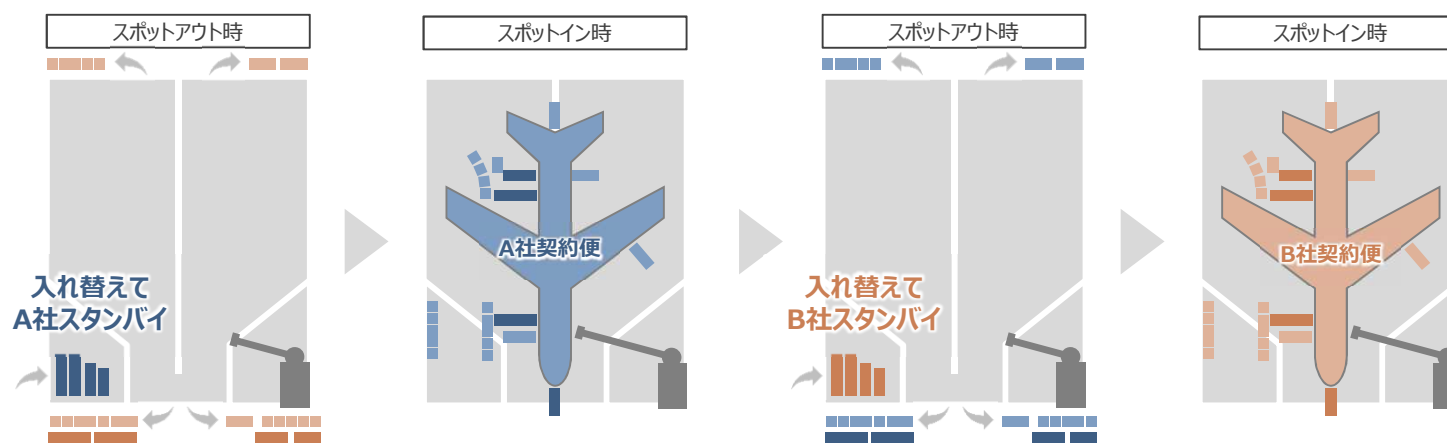 スポットアウト時
スポットイン時
スポットアウト時
スポットイン時
A社契約便
B社契約便
入れ替えて
A社スタンバイ
入れ替えて
B社スタンバイ